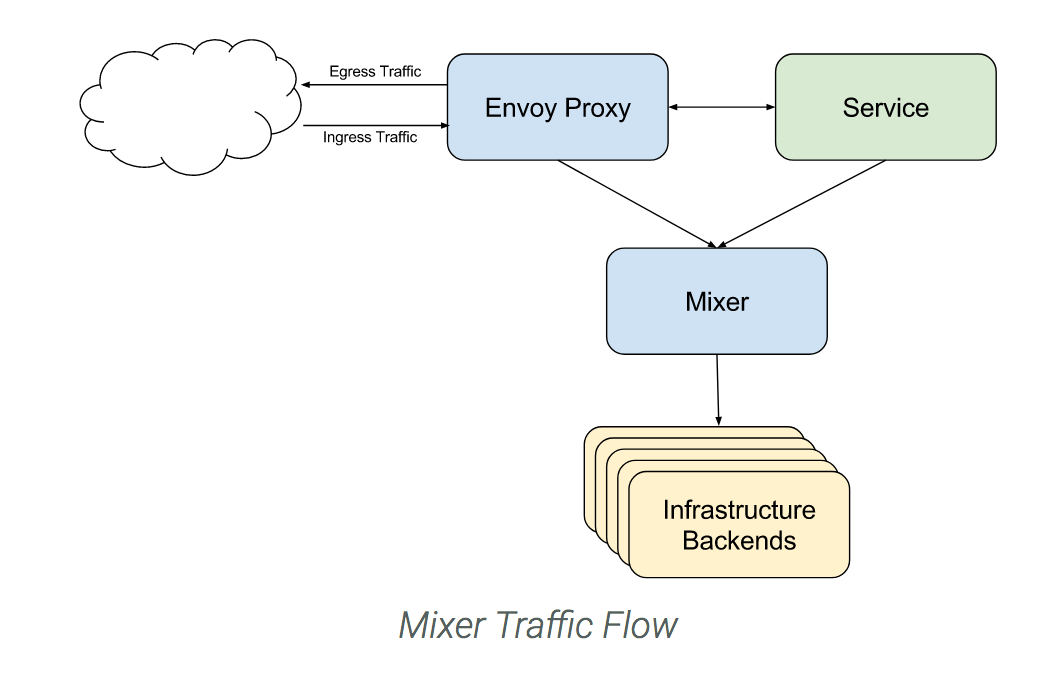 Egress Traffic
Ingress Traffic
Envoy Proxy
Service
Mixer
Infrastructure
Backends
Mixer Traffic Flow